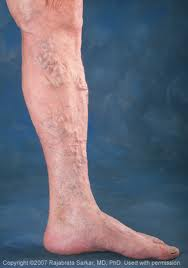 Copyright ©2007 Rajabrata Sarkar, MD, PhD. Used with permission.